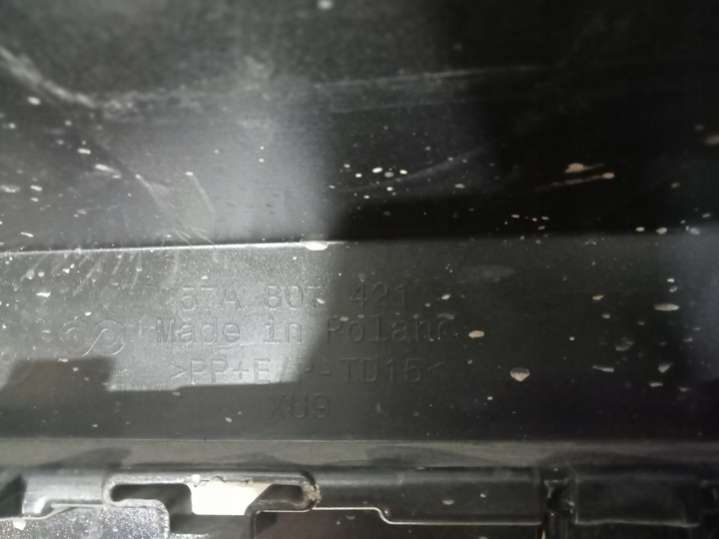 57A 807 421
Made in Poland
>PP+E/P-TD15<
XU9